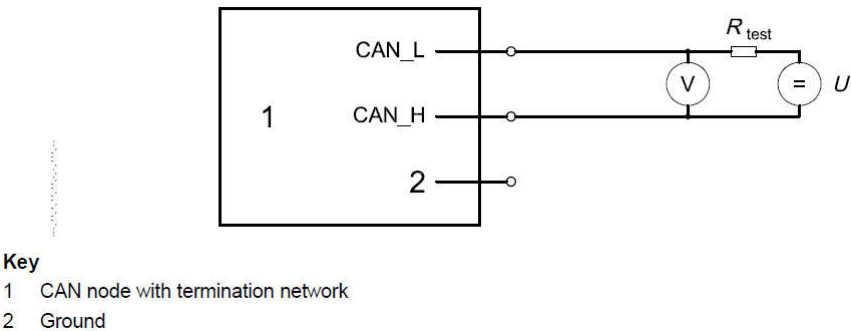 R test
CAN_L
V
=
U
1
CAN_H
2
Key
1 CAN node with termination network
2 Ground